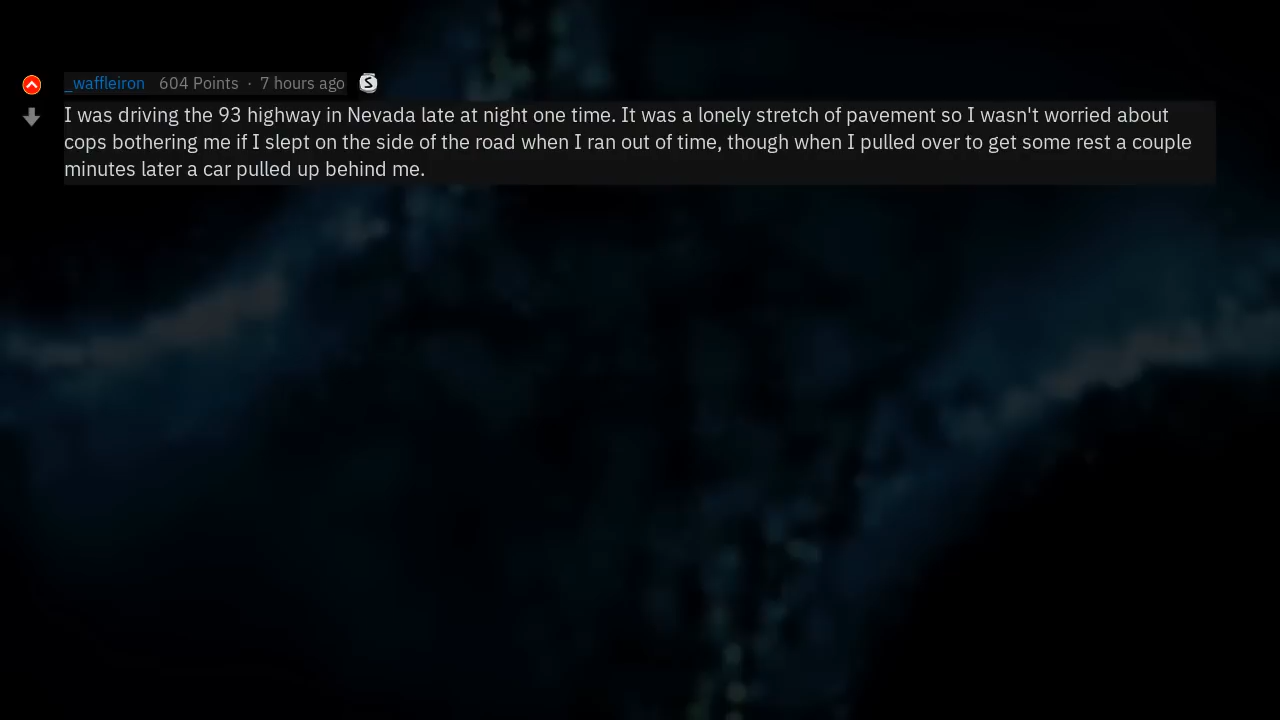 _waffleiron 604 Points · 7 hours ago S
I was driving the 93 highway in Nevada late at night one time. It was a lonely stretch of pavement so I wasn't worried about
cops bothering me if I slept on the side of the road when I ran out of time, though when I pulled over to get some rest a couple
minutes later a car pulled up behind me.